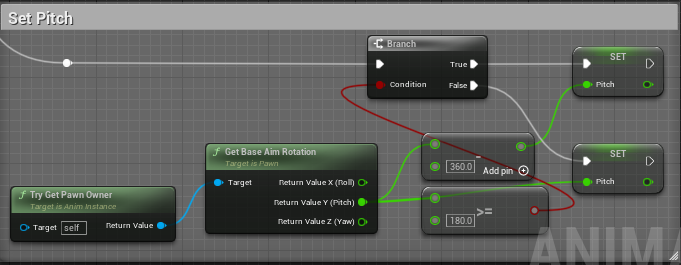 Set Pitch
Branch
True
SET
Condition
False
Pitch
Get Base Aim Rotation
Target is Pawn
-
SET
360.0
Add pin
Target
Return Value X (Roll)
Pitch
Try Get Pawn Owner
Target is Anim Instance
Return Value Y (Pitch)
>=
Target
self
Return Value
Return Value Z (Yaw)
180.0
ANIMA